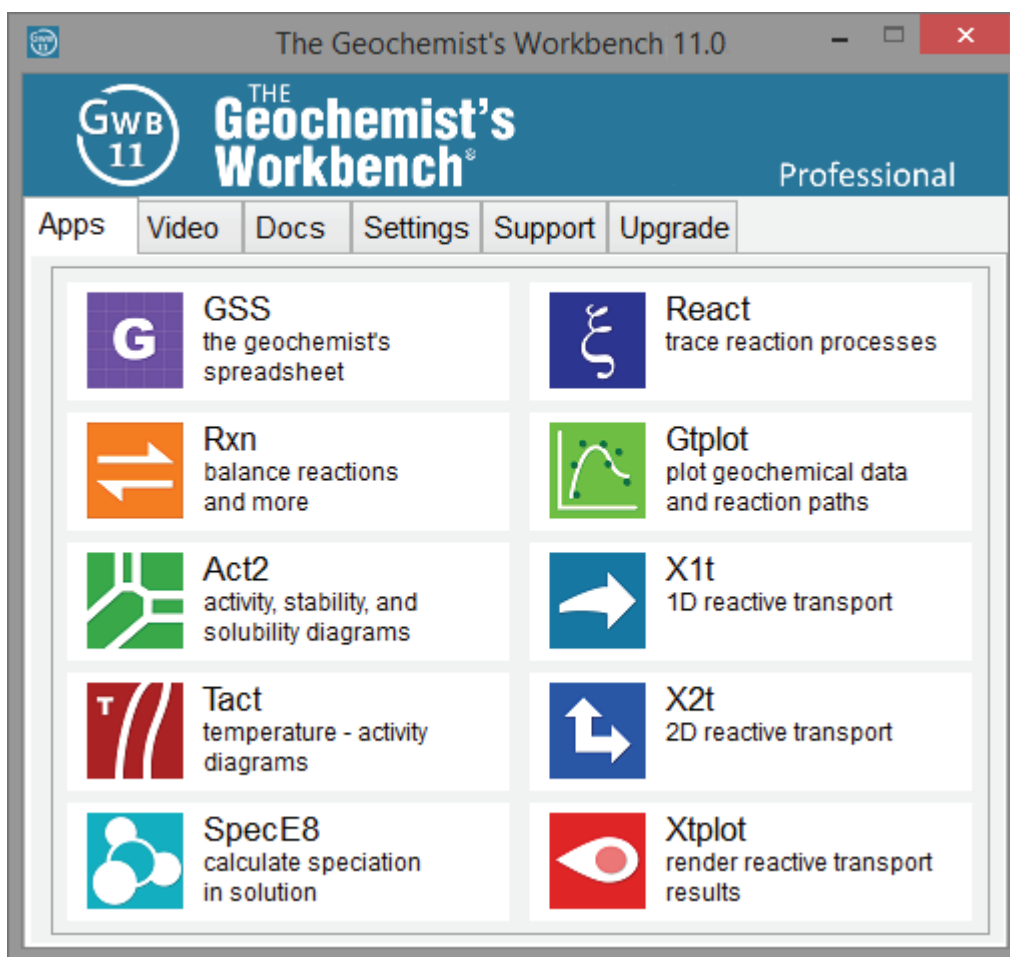 The Geochemist's Workbench 11.0
GWB
11
THE
Geochemist's
Workbench®
Professional
Apps
Video
Docs
Settings
Support
Upgrade
G
GSS
the geochemist's
spreadsheet
ξ
React
trace reaction processes
Rxn
balance reactions
and more
Gtplot
plot geochemical data
and reaction paths
Act2
activity, stability, and
solubility diagrams
X1t
1D reactive transport
T
Tact
temperature - activity
diagrams
X2t
2D reactive transport
SpecE8
calculate speciation
in solution
Xtplot
render reactive transport
results